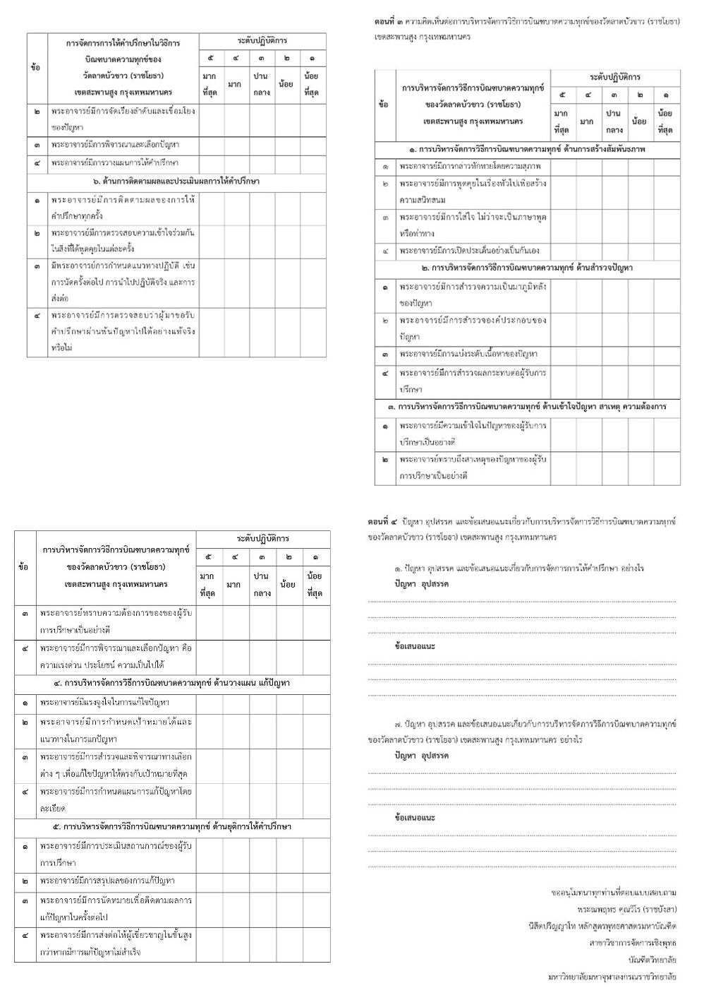 ข้อ
การจัดการการให้คำปรึกษาในวิธีการ
บิณฑบาตความทุกข์ของ
วัดลาดบัวขาว (ราชโยธา)
เขตสะพานสูง กรุงเทพมหานคร
ระดับปฏิบัติการ
๕ ๔ ๓ ๒ ๑
มาก
ที่สุด
มาก
ปาน
กลาง
น้อย
น้อย
ที่สุด
๒ พระอาจารย์มีการจัดเรียงลำดับและเชื่อมโยง
ของปัญหา
๓ พระอาจารย์มีการพิจารณาและเลือกปัญหา
๔ พระอาจารย์มีการวางแผนการให้คำปรึกษา
๖. ด้านการติดตามผลและประเมินผลการให้คำปรึกษา
๑ พระอาจารย์มีการติดตามผลของการให้
คำปรึกษาทุกครั้ง
๒ พระอาจารย์มีการตรวจสอบความเข้าใจร่วมกัน
ในสิ่งที่ได้พูดคุยในแต่ละครั้ง
๓ มีพระอาจารย์การกำหนดแนวทางปฏิบัติ เช่น
การนัดครั้งต่อไป การนำไปปฏิบัติจริง และการ
ส่งต่อ
๔ พระอาจารย์มีการตรวจสอบว่าผู้มาขอรับ
คำปรึกษาผ่านพ้นปัญหาไปได้อย่างแท้จริง
หรือไม่
ตอนที่ ๓ ความคิดเห็นต่อการบริหารจัดการวิธีการบิณฑบาตความทุกข์ของวัดลาดบัวขาว (ราชโยธา)
เขตสะพานสูง กรุงเทพมหานคร
ข้อ
การบริหารจัดการวิธีการบิณฑบาตความทุกข์
ของวัดลาดบัวขาว (ราชโยธา)
เขตสะพานสูง กรุงเทพมหานคร
ระดับปฏิบัติการ
๕ ๔ ๓ ๒ ๑
มาก
ที่สุด
มาก
ปาน
กลาง
น้อย
น้อย
ที่สุด
๑. การบริหารจัดการวิธีการบิณฑบาตความทุกข์ ด้านการสร้างสัมพันธภาพ
๑ พระอาจารย์มีการกล่าวทักทายโดยความสุภาพ
๒ พระอาจารย์มีการพูดคุยในเรื่องทั่วไปเพื่อสร้าง
ความสนิทสนม
๓ พระอาจารย์มีการใส่ใจ ไม่ว่าจะเป็นภาษาพูด
หรือท่าทาง
๔ พระอาจารย์มีการเปิดประเด็นอย่างเป็นกันเอง
๒. การบริหารจัดการวิธีการบิณฑบาตความทุกข์ ด้านสำรวจปัญหา
๑ พระอาจารย์มีการสำรวจความเป็นมาภูมิหลัง
ของปัญหา
๒ พระอาจารย์มีการสำรวจองค์ประกอบของ
ปัญหา
๓ พระอาจารย์มีการแบ่งระดับเนื้อหาของปัญหา
๔ พระอาจารย์มีการสำรวจผลกระทบต่อผู้รับการ
ปรึกษา
๓. การบริหารจัดการวิธีการบิณฑบาตความทุกข์ ด้านเข้าใจปัญหา สาเหตุ ความต้องการ
๑ พระอาจารย์มีความเข้าใจในปัญหาของผู้รับการ
ปรึกษาเป็นอย่างดี
๒ พระอาจารย์ทราบถึงสาเหตุของปัญหาของผู้รับ
การปรึกษาเป็นอย่างดี
ข้อ
การบริหารจัดการวิธีการบิณฑบาตความทุกข์
ของวัดลาดบัวขาว (ราชโยธา)
เขตสะพานสูง กรุงเทพมหานคร
ระดับปฏิบัติการ
๕ ๔ ๓ ๒ ๑
มาก
ที่สุด
มาก
ปาน
กลาง
น้อย
น้อย
ที่สุด
๓ พระอาจารย์ทราบความต้องการของของผู้รับ
การปรึกษาเป็นอย่างดี
๔ พระอาจารย์มีการพิจารณาและเลือกปัญหา คือ
ความเร่งด่วน ประโยชน์ ความเป็นไปได้
๔. การบริหารจัดการวิธีการบิณฑบาตความทุกข์ ด้านวางแผน แก้ปัญหา
๑ พระอาจารย์มีแรงจูงใจในการแก้ไขปัญหา
๒ พระอาจารย์มีการกำหนดเป้าหมายได้และ
แนวทางในการแกปัญหา
๓ พระอาจารย์มีการสำรวจและพิจารณาทางเลือก
ต่าง ๆ เพื่อแก้ไขปัญหาให้ตรงกับเป้าหมายที่สุด
๔ พระอาจารย์มีการกำหนดแผนการแก้ปัญหาโดย
ละเอียด
๕. การบริหารจัดการวิธีการบิณฑบาตความทุกข์ ด้านยุติการให้คำปรึกษา
๑ พระอาจารย์มีการประเมินสถานการณ์ของผู้รับ
การปรึกษา
๒ พระอาจารย์มีการสรุปผลของการแก้ปัญหา
๓ พระอาจารย์มีการนัดหมายเพื่อติดตามผลการ
แก้ปัญหาในครั้งต่อไป
๔ พระอาจารย์มีการส่งต่อให้ผู้เชี่ยวชาญในชั้นสูง
กว่าหากมีการแก้ปัญหาไม่สำเร็จ
ตอนที่ ๔ ปัญหา อุปสรรค และข้อเสนอแนะเกี่ยวกับการบริหารจัดการวิธีการบิณฑบาตความทุกข์
ของวัดลาดบัวขาว (ราชโยธา) เขตสะพานสูง กรุงเทพมหานคร
๑. ปัญหา อุปสรรค และข้อเสนอแนะเกี่ยวกับการจัดการการให้คำปรึกษา อย่างไร
ปัญหา อุปสรรค
ข้อเสนอแนะ
๗. ปัญหา อุปสรรค และข้อเสนอแนะเกี่ยวกับการบริหารจัดการวิธีการบิณฑบาตความทุกข์
ของวัดลาดบัวขาว (ราชโยธา) เขตสะพานสูง กรุงเทพมหานคร อย่างไร
ปัญหา อุปสรรค
ข้อเสนอแนะ
ขออนุโมทนาทุกท่านที่ตอบแบบสอบถาม
พระณพฤทธ คุณวิโร (ราชบังสา)
นิสิตปริญญาโท หลักสูตรพุทธศาสตรมหาบัณฑิต
สาขาวิชาการจัดการเชิงพุทธ
บัณฑิตวิทยาลัย
มหาวิทยาลัยมหาจุฬาลงกรณราชวิทยาลัย